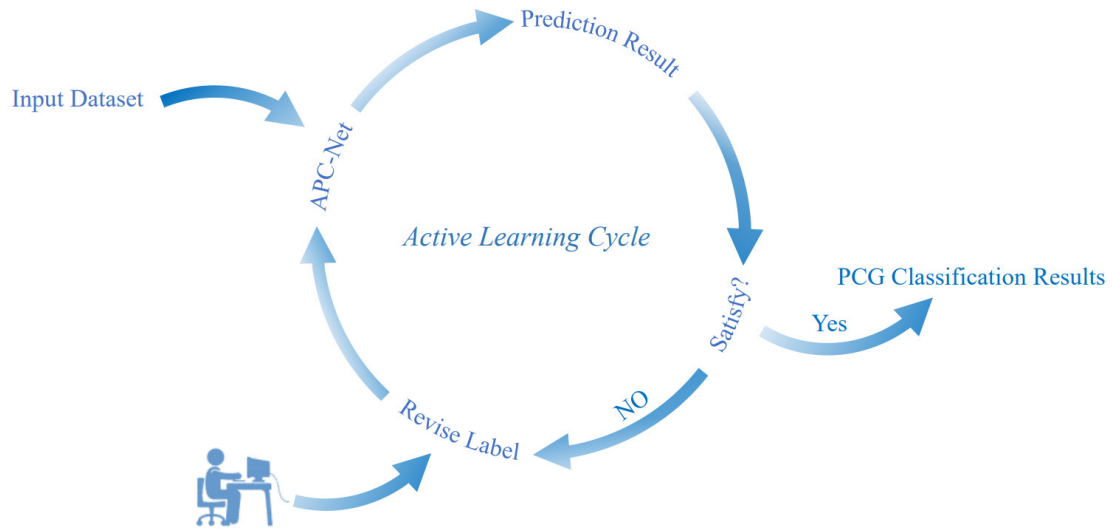 Prediction Result
Input Dataset
APC-Net
Active Learning Cycle
Satisfy?
PCG Classification Results
Yes
NO
Revise Label